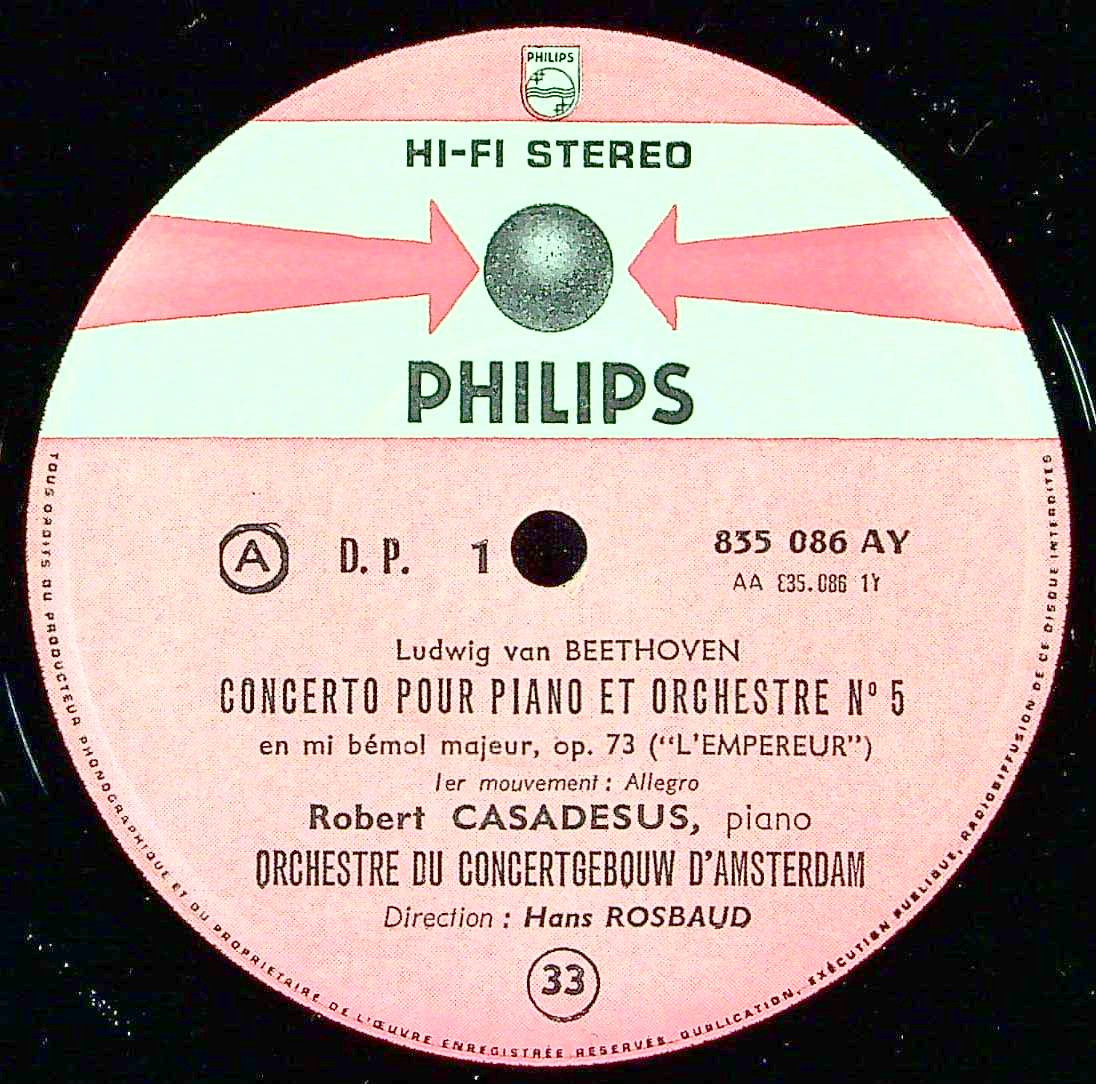 PHILIPS
HI-FI STEREO
PHILIPS
A D. P. 1 835 086 AY
AA 835.086 1Y
Ludwig van BEETHOVEN
CONCERTO POUR PIANO ET ORCHESTRE Nº 5
en mi bémol majeur, op. 73 ("L'EMPEREUR")
1er mouvement : Allegro
Robert CASADESUS, piano
ORCHESTRE DU CONCERTGEBOUW D'AMSTERDAM
Direction : Hans ROSBAUD
33
TOUS DROITS DU PRODUCTEUR PHONOGRAPHIQUE ET DU PROPRIETAIRE DE L'ŒUVRE ENREGISTRÉE RESERVÉS. DUPLICATION, EXÉCUTION PUBLIQUE, RADIODIFFUSION DE CE DISQUE INTERDITES